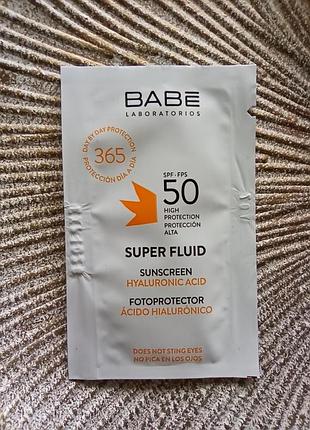 BABĒ
LABORATORIOS
DAY BY DAY PROTECTION
365
PROTECCIÓN DÍA A DÍA
SPF·FPS
50
HIGH
PROTECTION
PROTECCIÓN
ALTA
SUPER FLUID
SUNSCREEN
HYALURONIC ACID
FOTOPROTECTOR
ÁCIDO HIALURÓNICO
DOES NOT STING EYES
NO PICA EN LOS OJOS